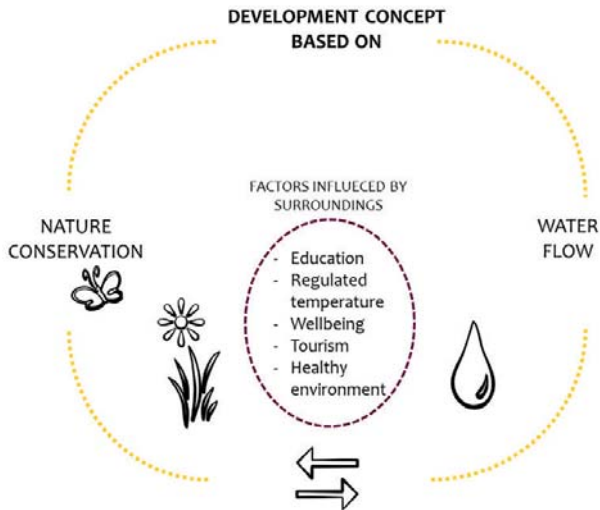 DEVELOPMENT CONCEPT
BASED ON
FACTORS INFLUECED BY
SURROUNDINGS
NATURE
CONSERVATION
WATER
FLOW
- Education
- Regulated
temperature
- Wellbeing
- Tourism
- Healthy
environment